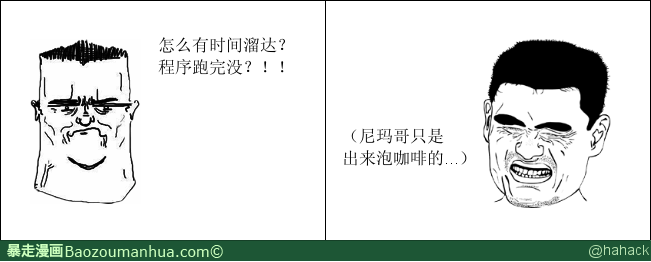 怎么有时间溜达？
程序跑完没？！！
（尼玛哥只是
出来泡咖啡的...）
暴走漫画Baozoumanhua.com©
@hahack